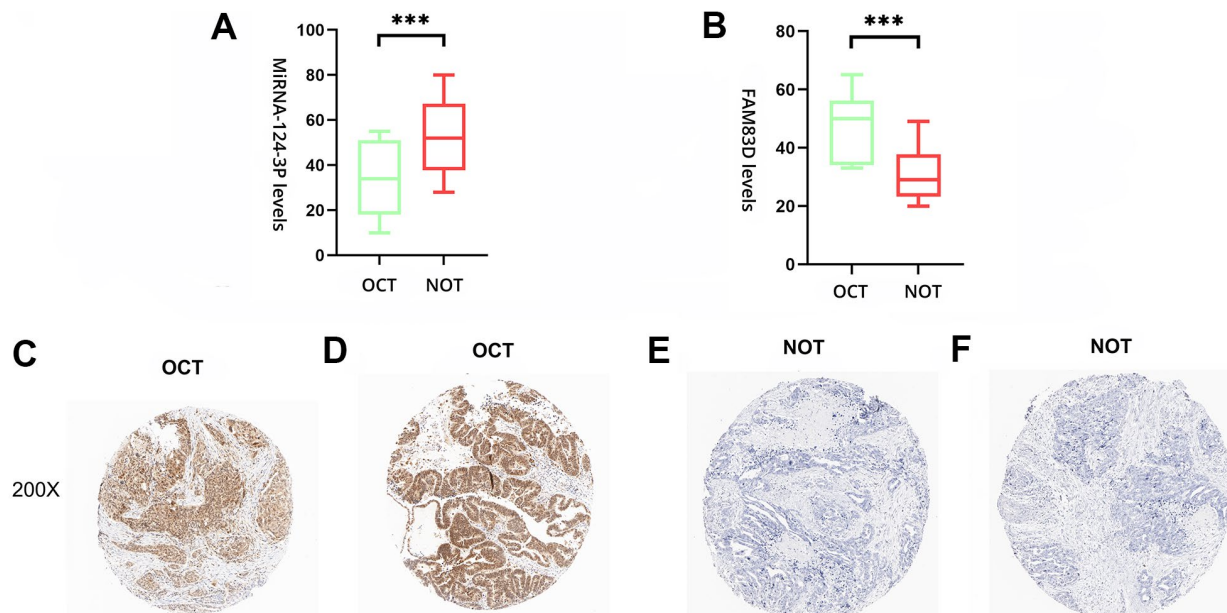 A
***
MiRNA-124-3P levels
100
80
60
40
20
0
OCT NOT
B
***
FAM83D levels
80
60
40
20
0
OCT NOT
C
OCT
D
OCT
E
NOT
F
NOT
200X